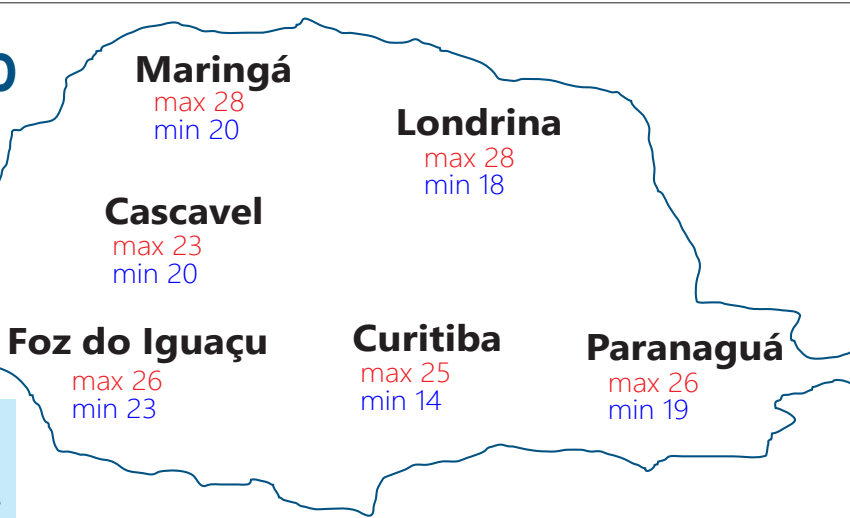 Maringá
max 28
min 20
Londrina
max 28
min 18
Cascavel
max 23
min 20
Foz do Iguaçu
max 26
min 23
Curitiba
max 25
min 14
Paranaguá
max 26
min 19